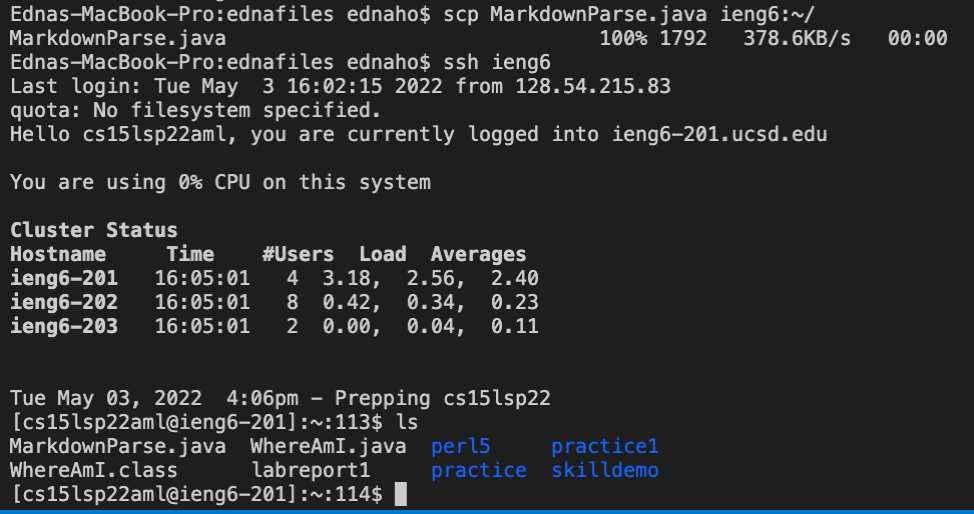 Ednas-MacBook-Pro:ednafiles ednaho$ scp MarkdownParse.java ieng6:~/
MarkdownParse.java                               100% 1792   378.6KB/s   00:00
Ednas-MacBook-Pro:ednafiles ednaho$ ssh ieng6
Last login: Tue May  3 16:02:15 2022 from 128.54.215.83
quota: No filesystem specified.
Hello cs15lsp22aml, you are currently logged into ieng6-201.ucsd.edu
You are using 0% CPU on this system
Cluster Status
Hostname     Time    #Users  Load  Averages
ieng6-201   16:05:01   4  3.18,  2.56,  2.40
ieng6-202   16:05:01   8  0.42,  0.34,  0.23
ieng6-203   16:05:01   2  0.00,  0.04,  0.11
Tue May 03, 2022  4:06pm - Prepping cs15lsp22
[cs15lsp22aml@ieng6-201]:~:113$ ls
MarkdownParse.java  WhereAmI.java  perl5     practice1
WhereAmI.class      labreport1     practice  skilldemo
[cs15lsp22aml@ieng6-201]:~:114$